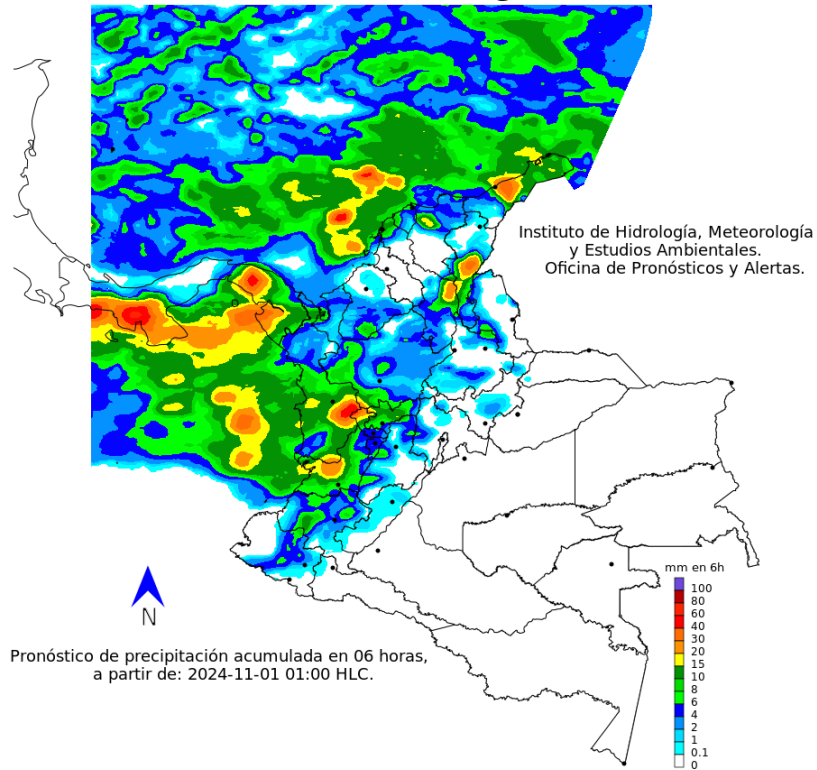 Instituto de Hidrología, Meteorología
y Estudios Ambientales.
Oficina de Pronósticos y Alertas.
mm en 6h
100
80
60
40
30
20
15
10
8
6
4
2
1
0.1
0
N
Pronóstico de precipitación acumulada en 06 horas,
a partir de: 2024-11-01 01:00 HLC.